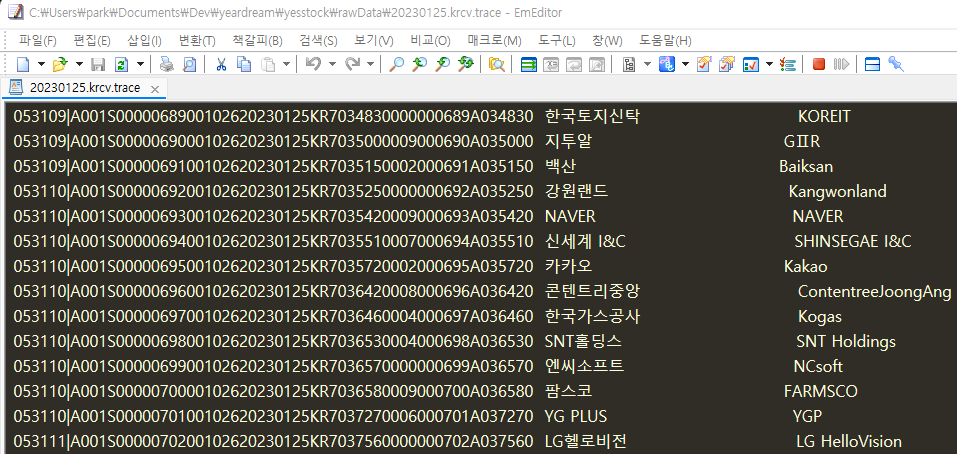 C:₩Users₩park₩Documents₩Dev₩yeardream₩yesstock₩rawData₩20230125.krcv.trace - EmEditor
파일(F) 편집(E) 삽입(I) 변환(T) 책갈피(B) 검색(S) 보기(V) 비교(O) 매크로(M) 도구(L) 창(W) 도움말(H)
20230125.krcv.trace
053109|A001S00000689001026​20230125KR7034830000000689A034830 한국토지신탁 KOREIT
053109|A001S0000069000102620230125KR7035000009000690A035000 지투알 GⅡR
053109|A001S0000069100102620230125KR7035150002000691A035150 백산 Baiksan
053110|A001S0000069200102620230125KR7035250000000692A035250 강원랜드 Kangwonland
053110|A001S0000069300102620230125KR7035420009000693A035420 NAVER NAVER
053110|A001S0000069400102620230125KR7035510007000694A035510 신세계 I&C SHINSEGAE I&C
053110|A001S0000069500102620230125KR7035720002000695A035720 카카오 Kakao
053110|A001S0000069600102620230125KR7036420008000696A036420 콘텐트리중앙 ContentreeJoongAng
053110|A001S0000069700102620230125KR7036460004000697A036460 한국가스공사 Kogas
053110|A001S0000069800102620230125KR7036530004000698A036530 SNT홀딩스 SNT Holdings
053110|A001S0000069900102620230125KR7036570000000699A036570 엔씨소프트 NCsoft
053110|A001S0000070000102620230125KR7036580009000700A036580 팜스코 FARMSCO
053110|A001S0000070100102620230125KR7037270006000701A037270 YG PLUS YGP
053111|A001S0000070200102620230125KR7037560000000702A037560 LG헬로비전 LG HelloVision